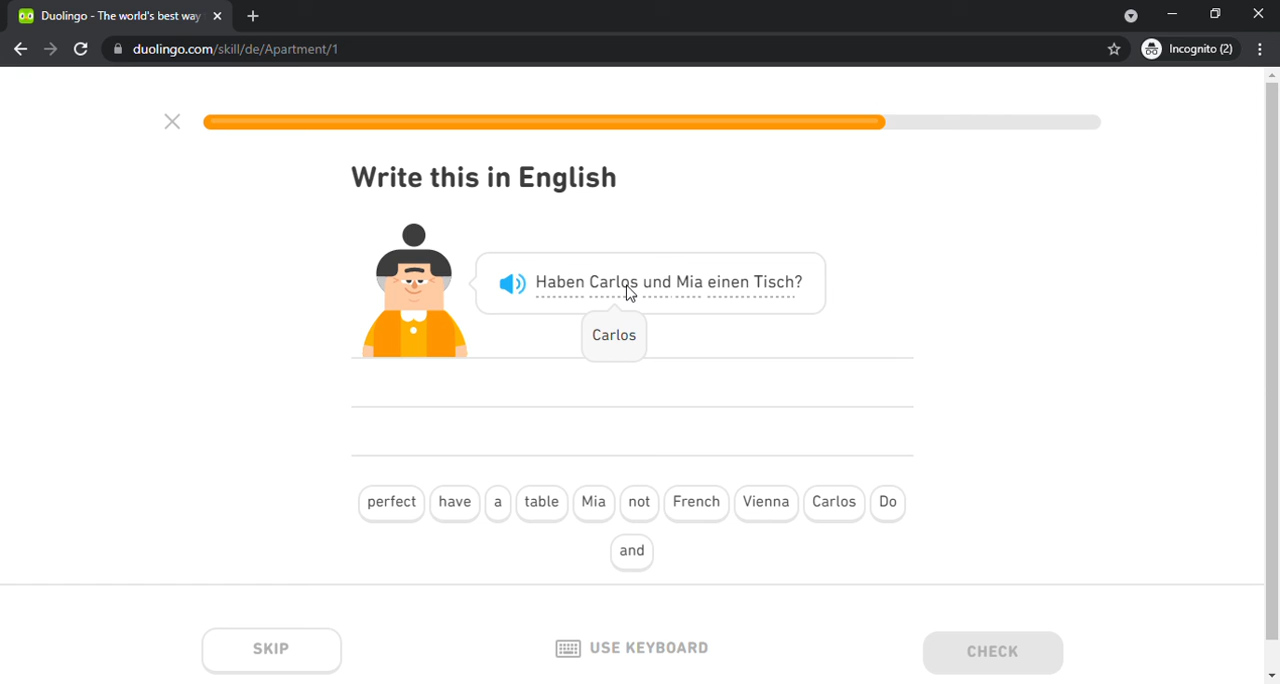 Duolingo - The world's best way
duolingo.com/skill/de/Apartment/1
Incognito (2)
Write this in English
Haben Carlos und Mia einen Tisch?
Carlos
perfect have a table Mia not French Vienna Carlos Do
and
SKIP USE KEYBOARD CHECK